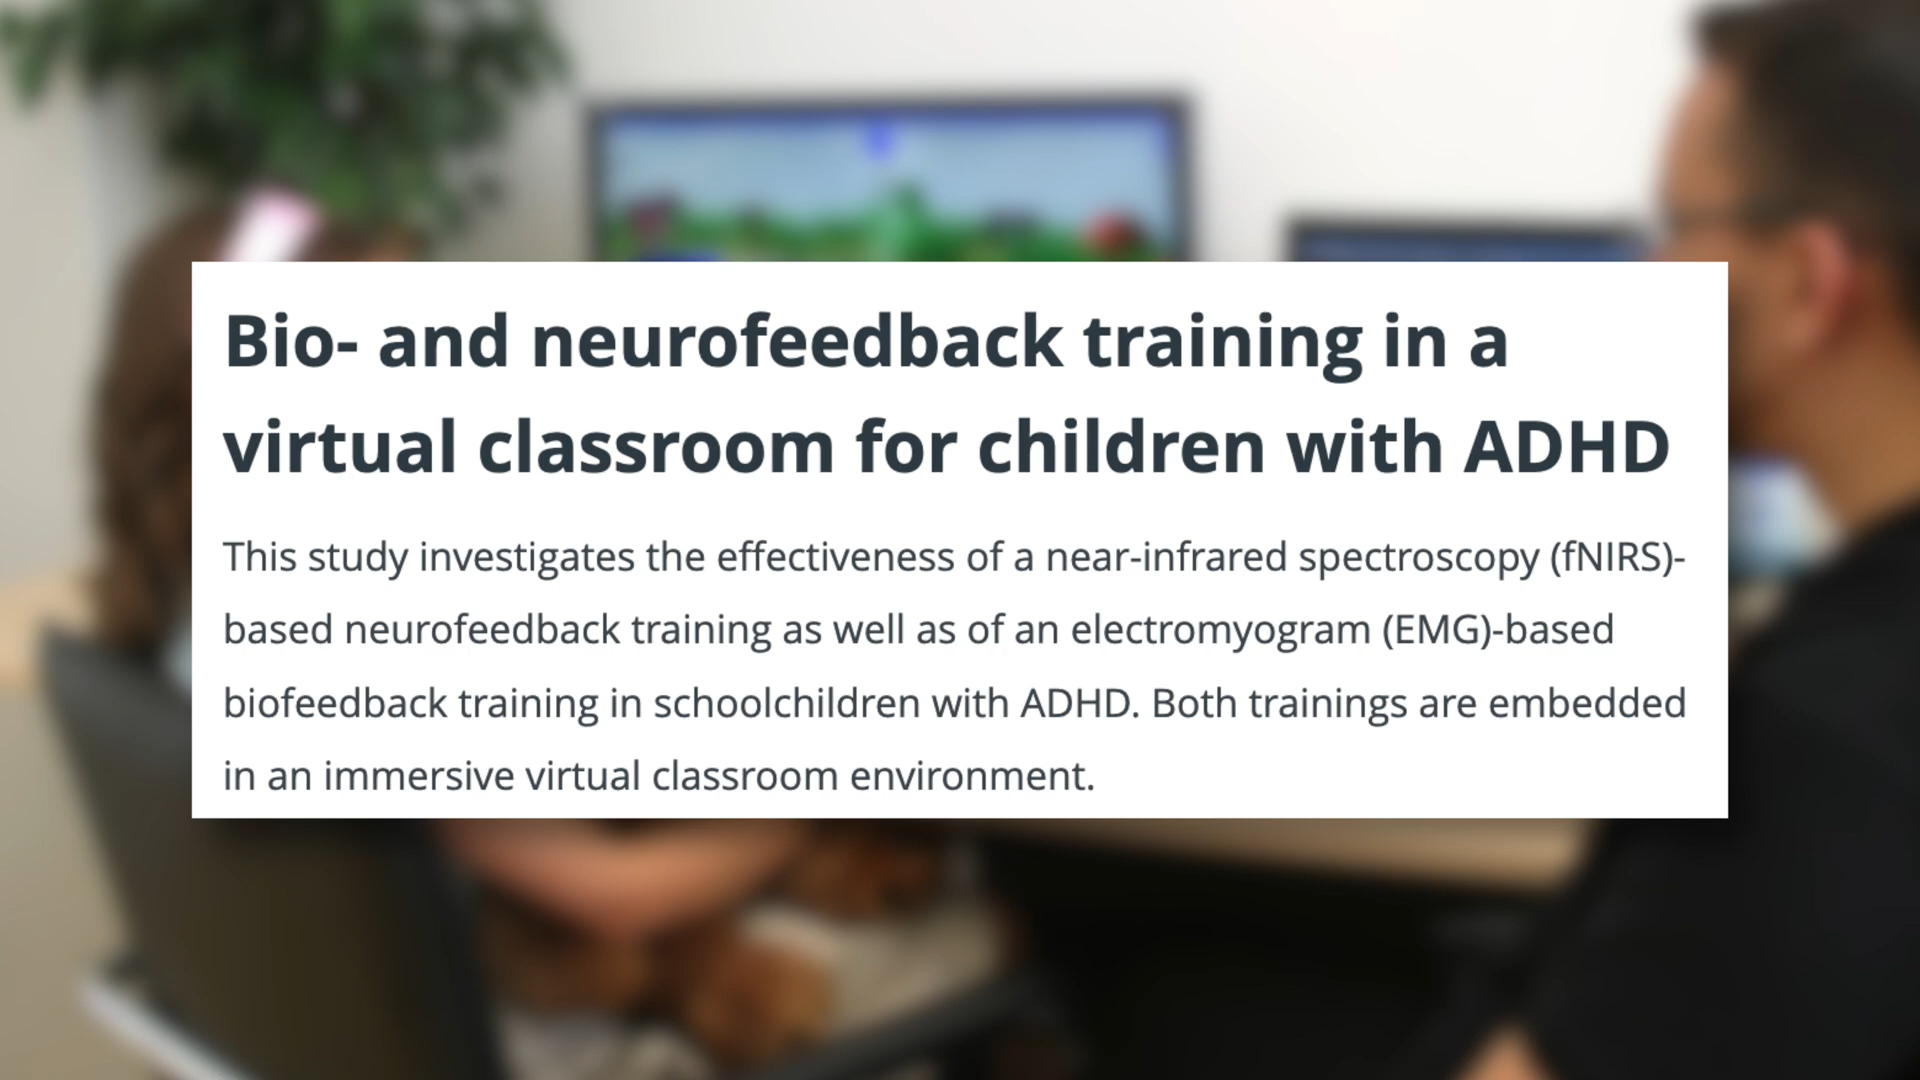 Bio- and neurofeedback training in a
virtual classroom for children with ADHD
This study investigates the effectiveness of a near-infrared spectroscopy (fNIRS)-
based neurofeedback training as well as of an electromyogram (EMG)-based
biofeedback training in schoolchildren with ADHD. Both trainings are embedded
in an immersive virtual classroom environment.